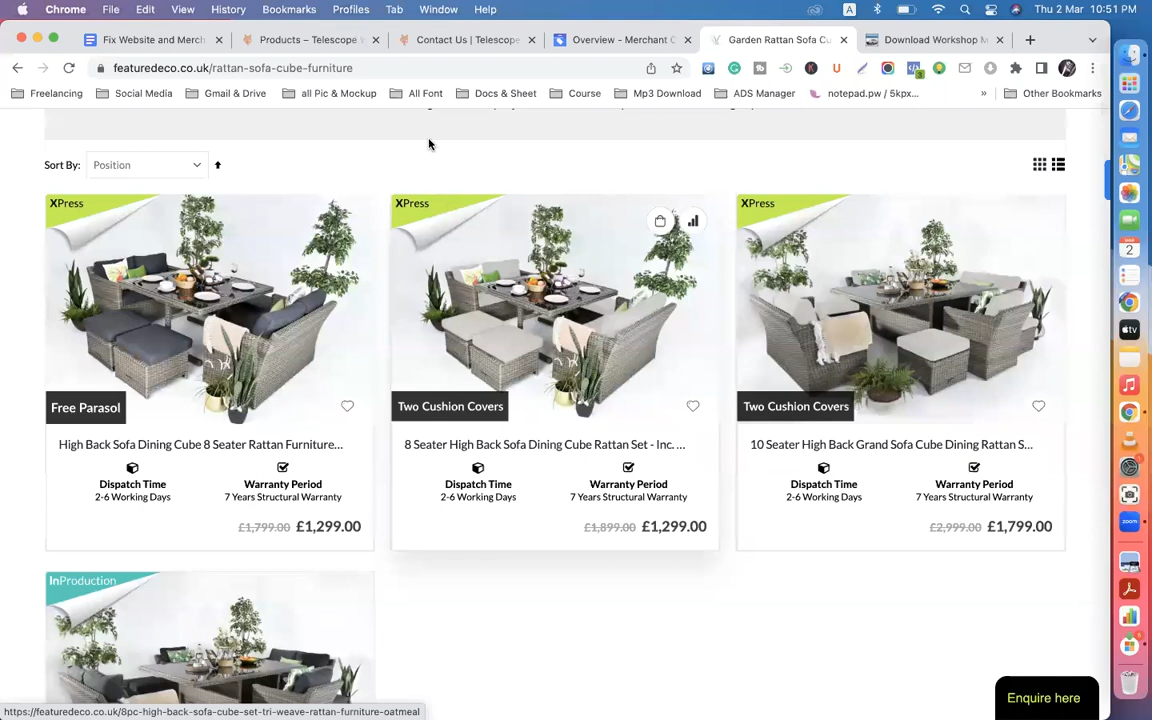 Chrome File Edit View History Bookmarks Profiles Tab Window Help A Thu 2 Mar 10:51 PM
Fix Website and Merch Products – Telescope Contact Us | Telescope Overview - Merchant C Garden Rattan Sofa Cu Download Workshop M
featuredeco.co.uk/rattan-sofa-cube-furniture
Freelancing Social Media Gmail & Drive all Pic & Mockup All Font Docs & Sheet Course Mp3 Download ADS Manager notepad.pw / 5kpx... » Other Bookmarks
Sort By: Position
XPress XPress XPress
Free Parasol Two Cushion Covers Two Cushion Covers
High Back Sofa Dining Cube 8 Seater Rattan Furniture... 8 Seater High Back Sofa Dining Cube Rattan Set - Inc. ... 10 Seater High Back Grand Sofa Cube Dining Rattan S...
Dispatch Time Warranty Period Dispatch Time Warranty Period Dispatch Time Warranty Period
2-6 Working Days 7 Years Structural Warranty 2-6 Working Days 7 Years Structural Warranty 2-6 Working Days 7 Years Structural Warranty
£1,799.00 £1,299.00 £1,899.00 £1,299.00 £2,999.00 £1,799.00
InProduction
Enquire here
https://featuredeco.co.uk/8pc-high-back-sofa-cube-set-tri-weave-rattan-furniture-oatmeal